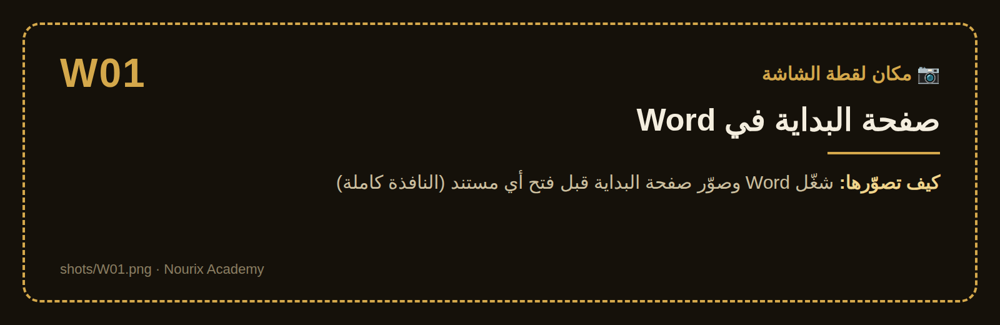 📷 مكان لقطة الشاشة
W01
صفحة البداية في Word
كيف تصوّرها: شغّل Word وصوّر صفحة البداية قبل فتح أي مستند (النافذة كاملة)
shots/W01.png · Nourix Academy